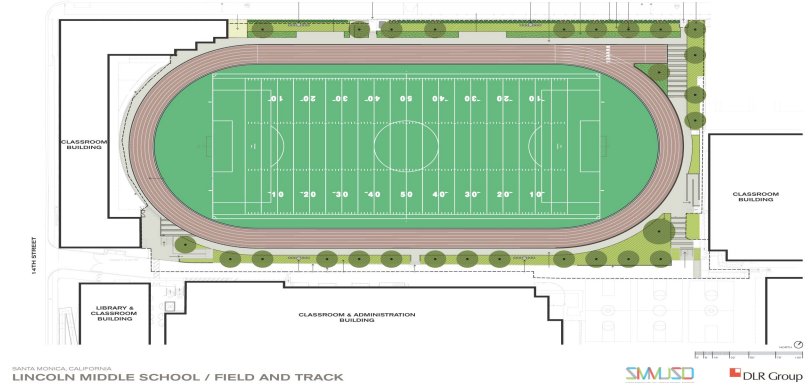 10 20 30 40 50 40 30 20 10
CLASSROOM
BUILDING
CLASSROOM
BUILDING
10 20 30 40 50 40 30 20 10
14TH STREET
LIBRARY &
CLASSROOM
BUILDING
CLASSROOM & ADMINISTRATION
BUILDING
NORTH
SANTA MONICA, CALIFORNIA
LINCOLN MIDDLE SCHOOL / FIELD AND TRACK
SMMUSD
DLR Group